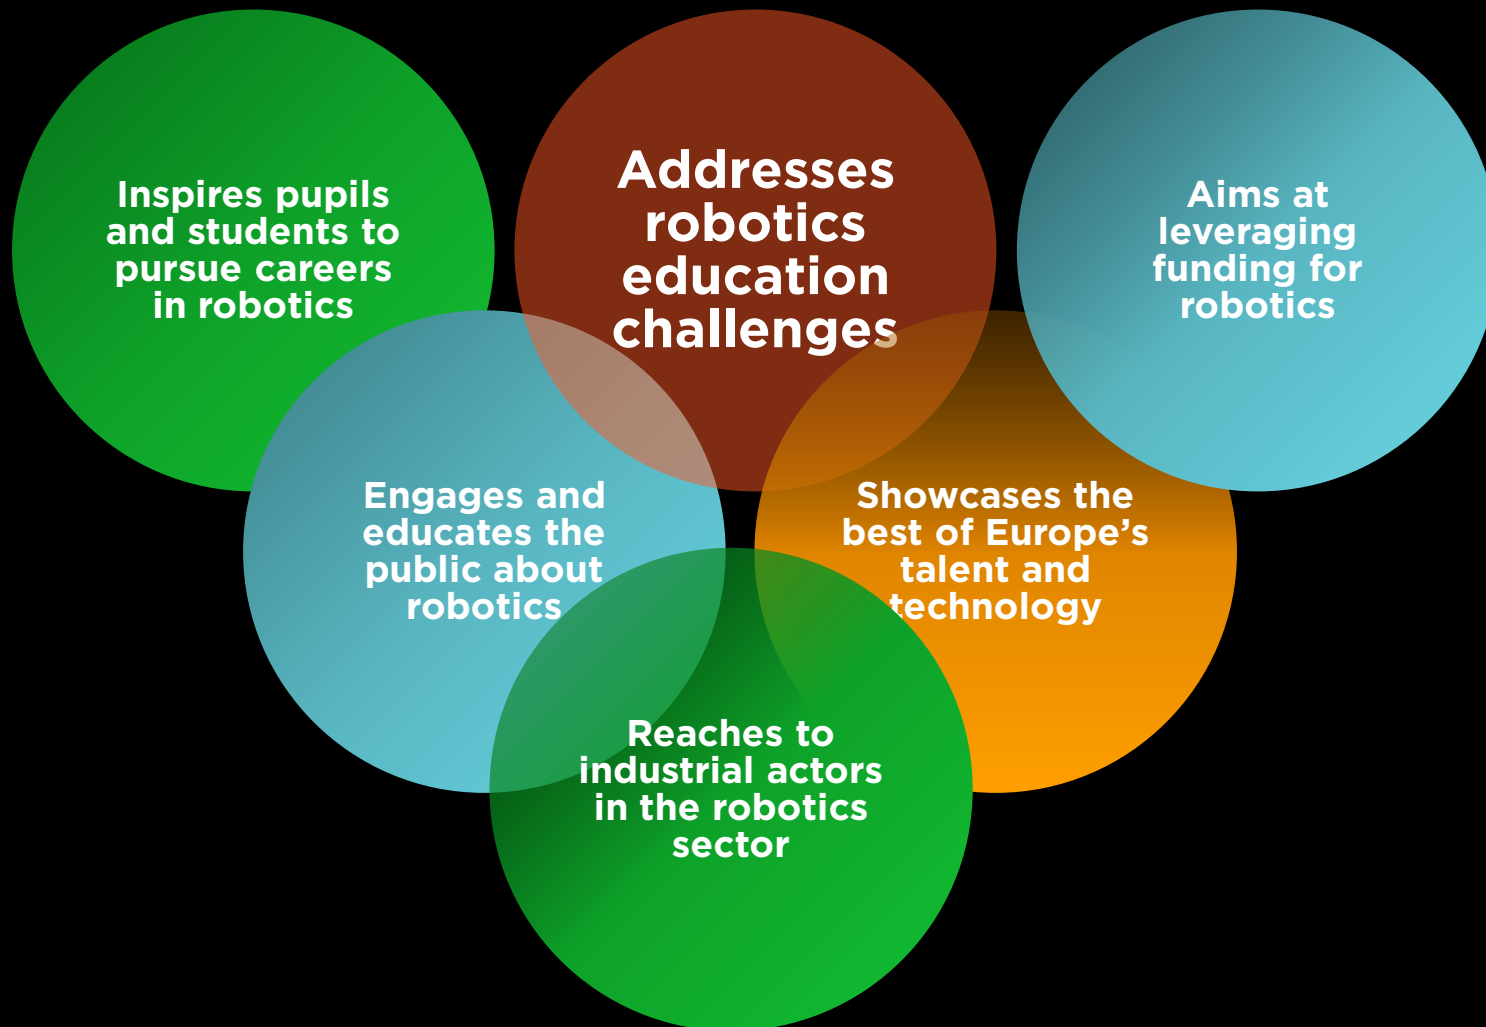 Inspires pupils
and students to
pursue careers
in robotics
Addresses
robotics
education
challenges
Aims at
leveraging
funding for
robotics
Engages and
educates the
public about
robotics
Showcases the
best of Europe’s
talent and
technology
Reaches to
industrial actors
in the robotics
sector